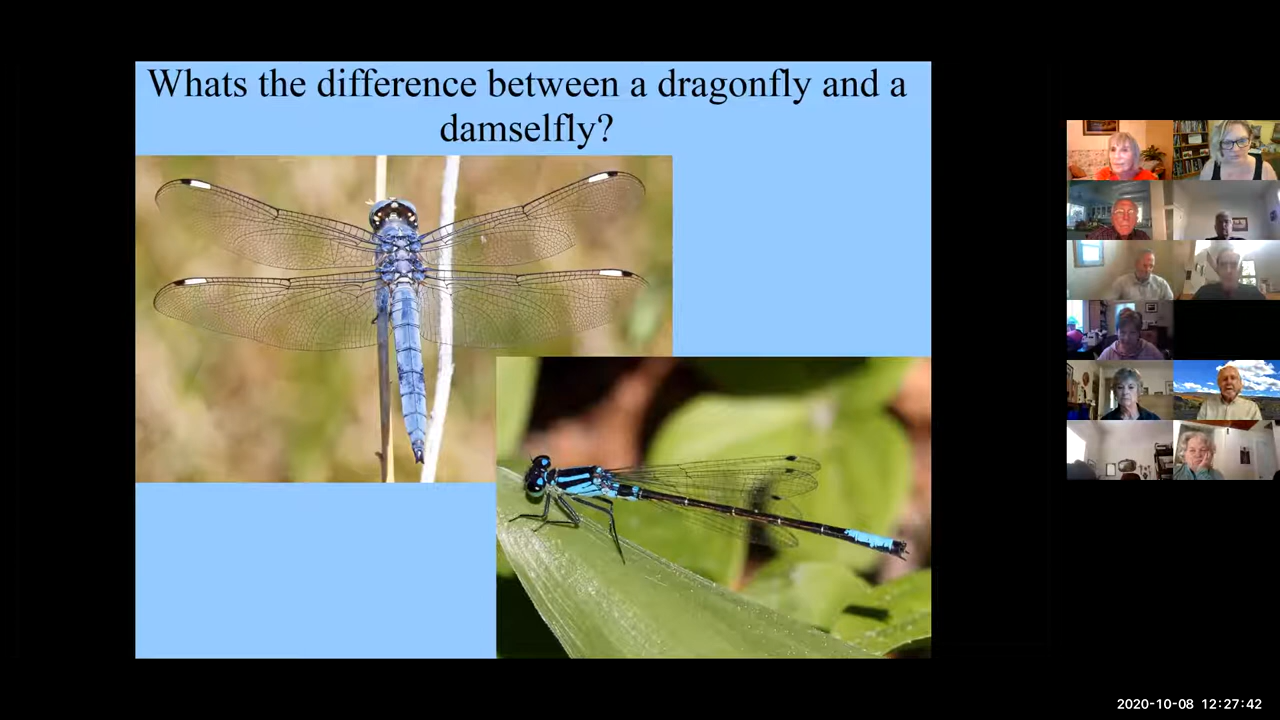 Whats the difference between a dragonfly and a
damselfly?
2020-10-08 12:27:42